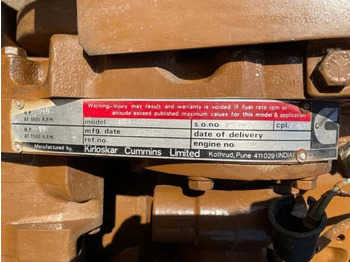 Warning-Injury may result and warranty is voided if fuel rate rpm or
altitude exceed published maximum values for this model & application.
AT 1800 R.P.M.
model s.o.no. cpl.
H.P.
AT 1500 R.P.M. mfg. date date of delivery
ref.no. engine no.
Manufactured by Kirloskar Cummins Limited Kothrud, Pune 411029 (INDIA)